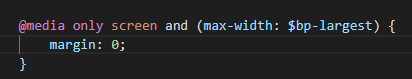 @media only screen and (max-width: $bp-largest) {
    margin: 0;
}